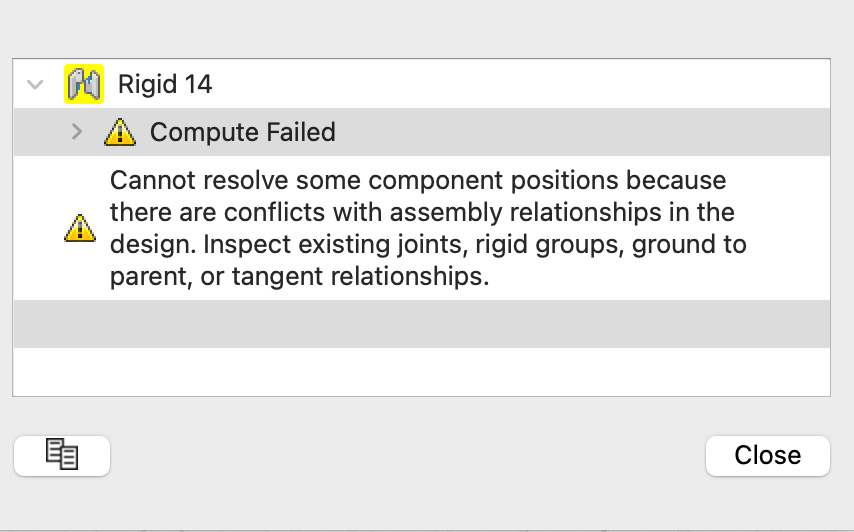 Rigid 14
Compute Failed
Cannot resolve some component positions because
there are conflicts with assembly relationships in the
design. Inspect existing joints, rigid groups, ground to
parent, or tangent relationships.
Close